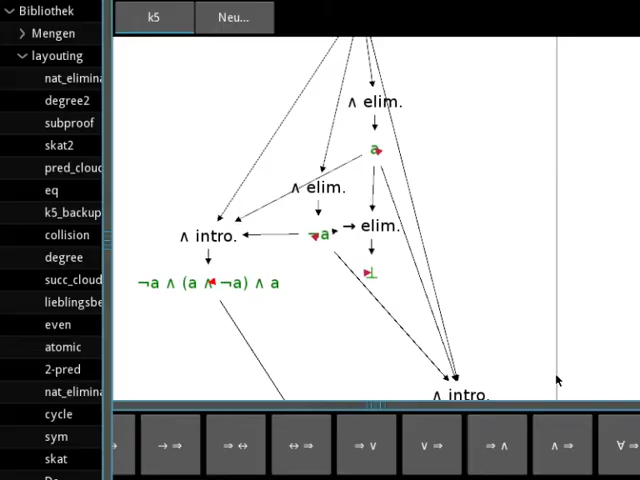 Bibliothek
Mengen
layouting
nat_elimina
degree2
subproof
skat2
pred_cloud
eq
k5_backup
collision
degree
succ_cloud
lieblingsbe
even
atomic
2-pred
nat_elimina
cycle
sym
skat
k5
Neu...
∧ elim.
a
∧ elim.
∧ intro.
¬a
→ elim.
⊥
¬a ∧ (a ∧ ¬a) ∧ a
∧ intro.
→ ⇒
⇒ ↔
↔ ⇒
⇒ ∨
∨ ⇒
⇒ ∧
∧ ⇒
∀ ⇒